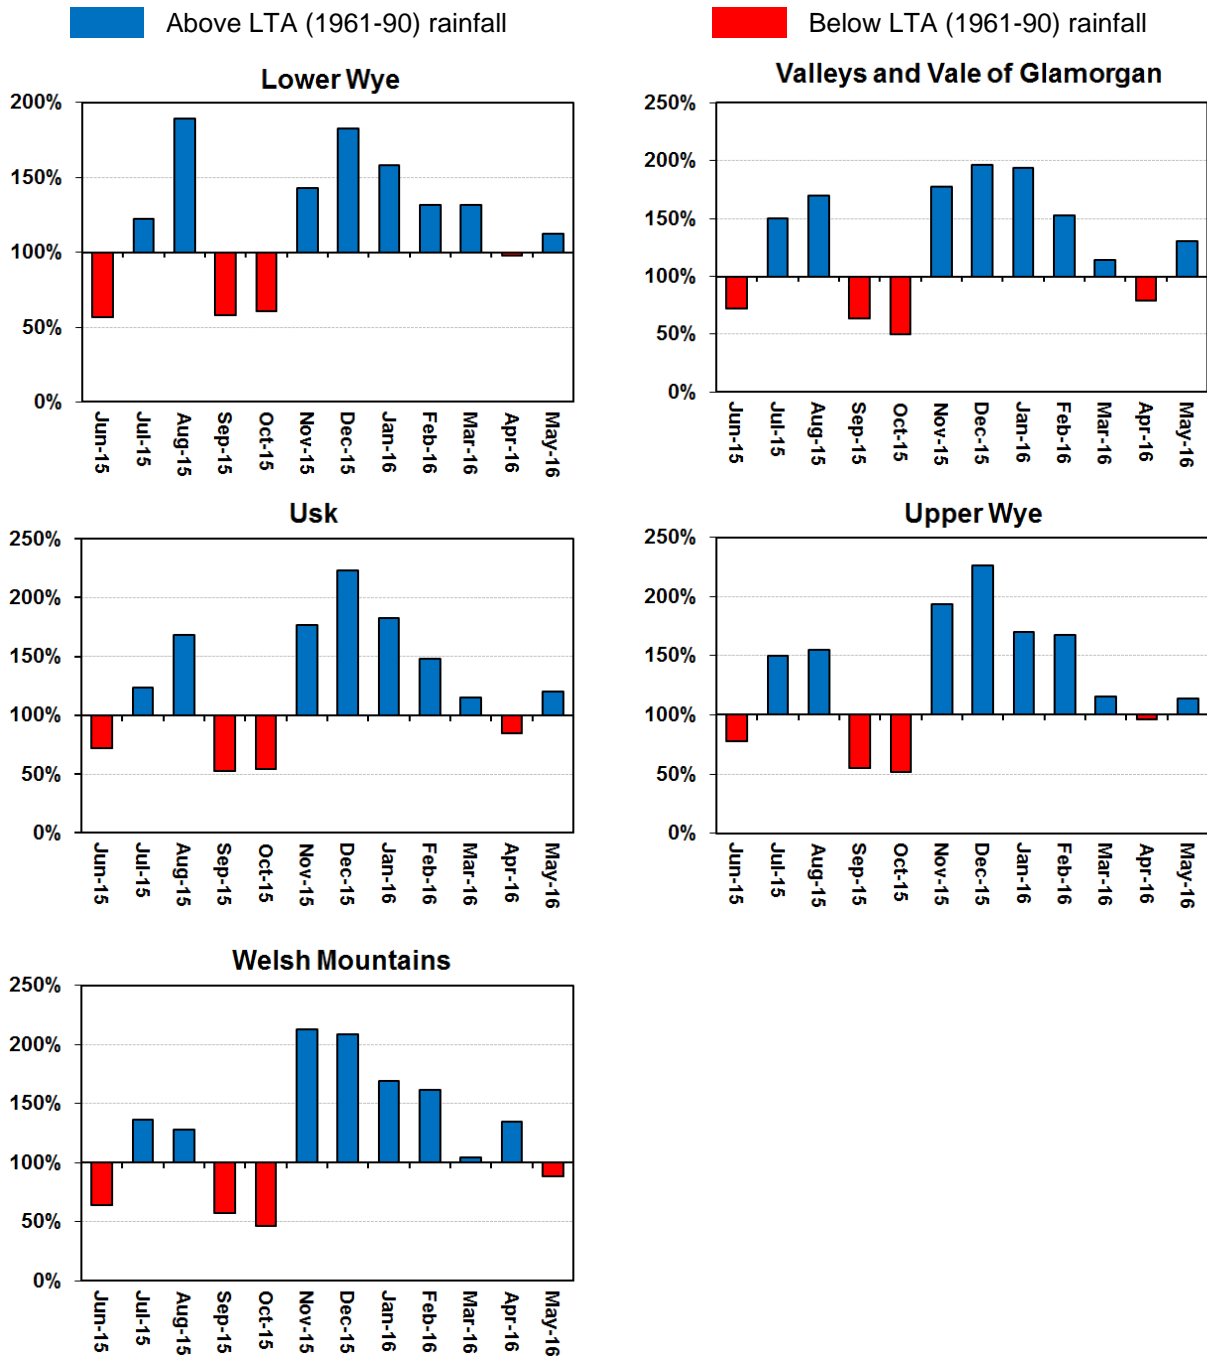 Above LTA (1961-90) rainfall
Below LTA (1961-90) rainfall
Lower Wye
200%
150%
100%
50%
0%
Jun-15
Jul-15
Aug-15
Sep-15
Oct-15
Nov-15
Dec-15
Jan-16
Feb-16
Mar-16
Apr-16
May-16
Valleys and Vale of Glamorgan
250%
200%
150%
100%
50%
0%
Jun-15
Jul-15
Aug-15
Sep-15
Oct-15
Nov-15
Dec-15
Jan-16
Feb-16
Mar-16
Apr-16
May-16
Usk
250%
200%
150%
100%
50%
0%
Jun-15
Jul-15
Aug-15
Sep-15
Oct-15
Nov-15
Dec-15
Jan-16
Feb-16
Mar-16
Apr-16
May-16
Upper Wye
250%
200%
150%
100%
50%
0%
Jun-15
Jul-15
Aug-15
Sep-15
Oct-15
Nov-15
Dec-15
Jan-16
Feb-16
Mar-16
Apr-16
May-16
Welsh Mountains
250%
200%
150%
100%
50%
0%
Jun-15
Jul-15
Aug-15
Sep-15
Oct-15
Nov-15
Dec-15
Jan-16
Feb-16
Mar-16
Apr-16
May-16